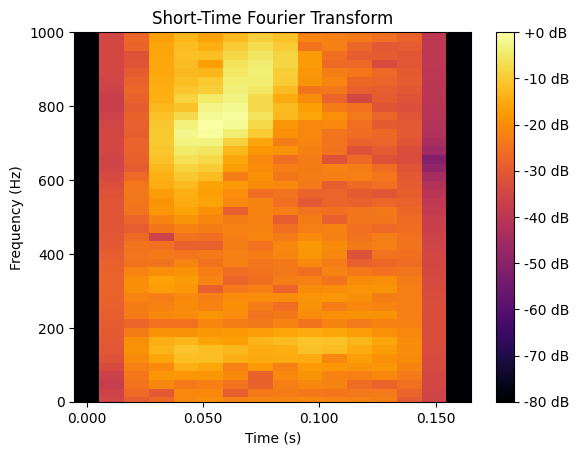 Short-Time Fourier Transform
1000
800
600
400
200
0
Frequency (Hz)
0.000
0.050
0.100
0.150
Time (s)
+0 dB
-10 dB
-20 dB
-30 dB
-40 dB
-50 dB
-60 dB
-70 dB
-80 dB